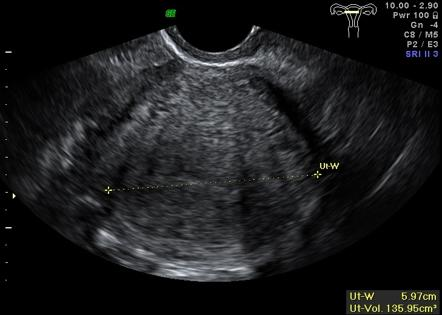 GE
10.00 - 2.90
Pwr 100
Gn -4
C8 / M5
P2 / E3
SRI II 3
Ut-W
Ut-W 5.97cm
Ut-Vol. 135.95cm³